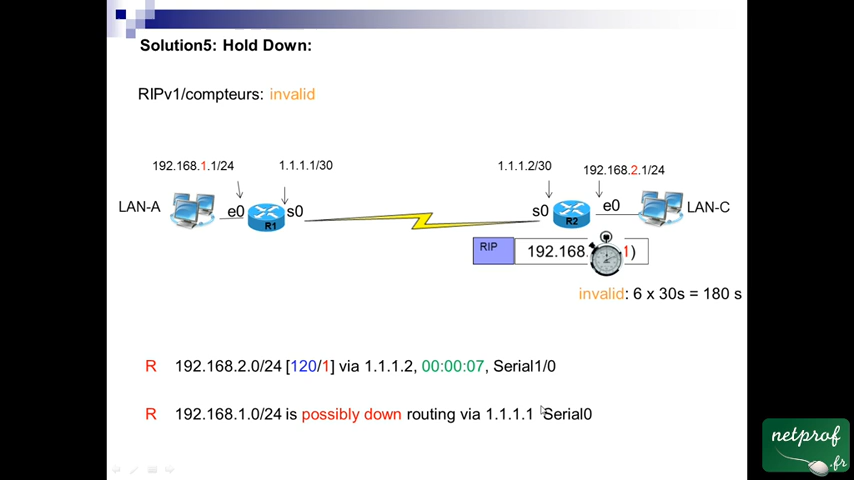 Solution5: Hold Down:
RIPv1/compteurs: invalid
192.168.1.1/24
1.1.1.1/30
1.1.1.2/30
192.168.2.1/24
LAN-A
e0
R1
s0
s0
R2
e0
LAN-C
RIP
192.168. 1)
invalid: 6 x 30s = 180 s
R 192.168.2.0/24 [120/1] via 1.1.1.2, 00:00:07, Serial1/0
R 192.168.1.0/24 is possibly down routing via 1.1.1.1 Serial0
netprof
.fr